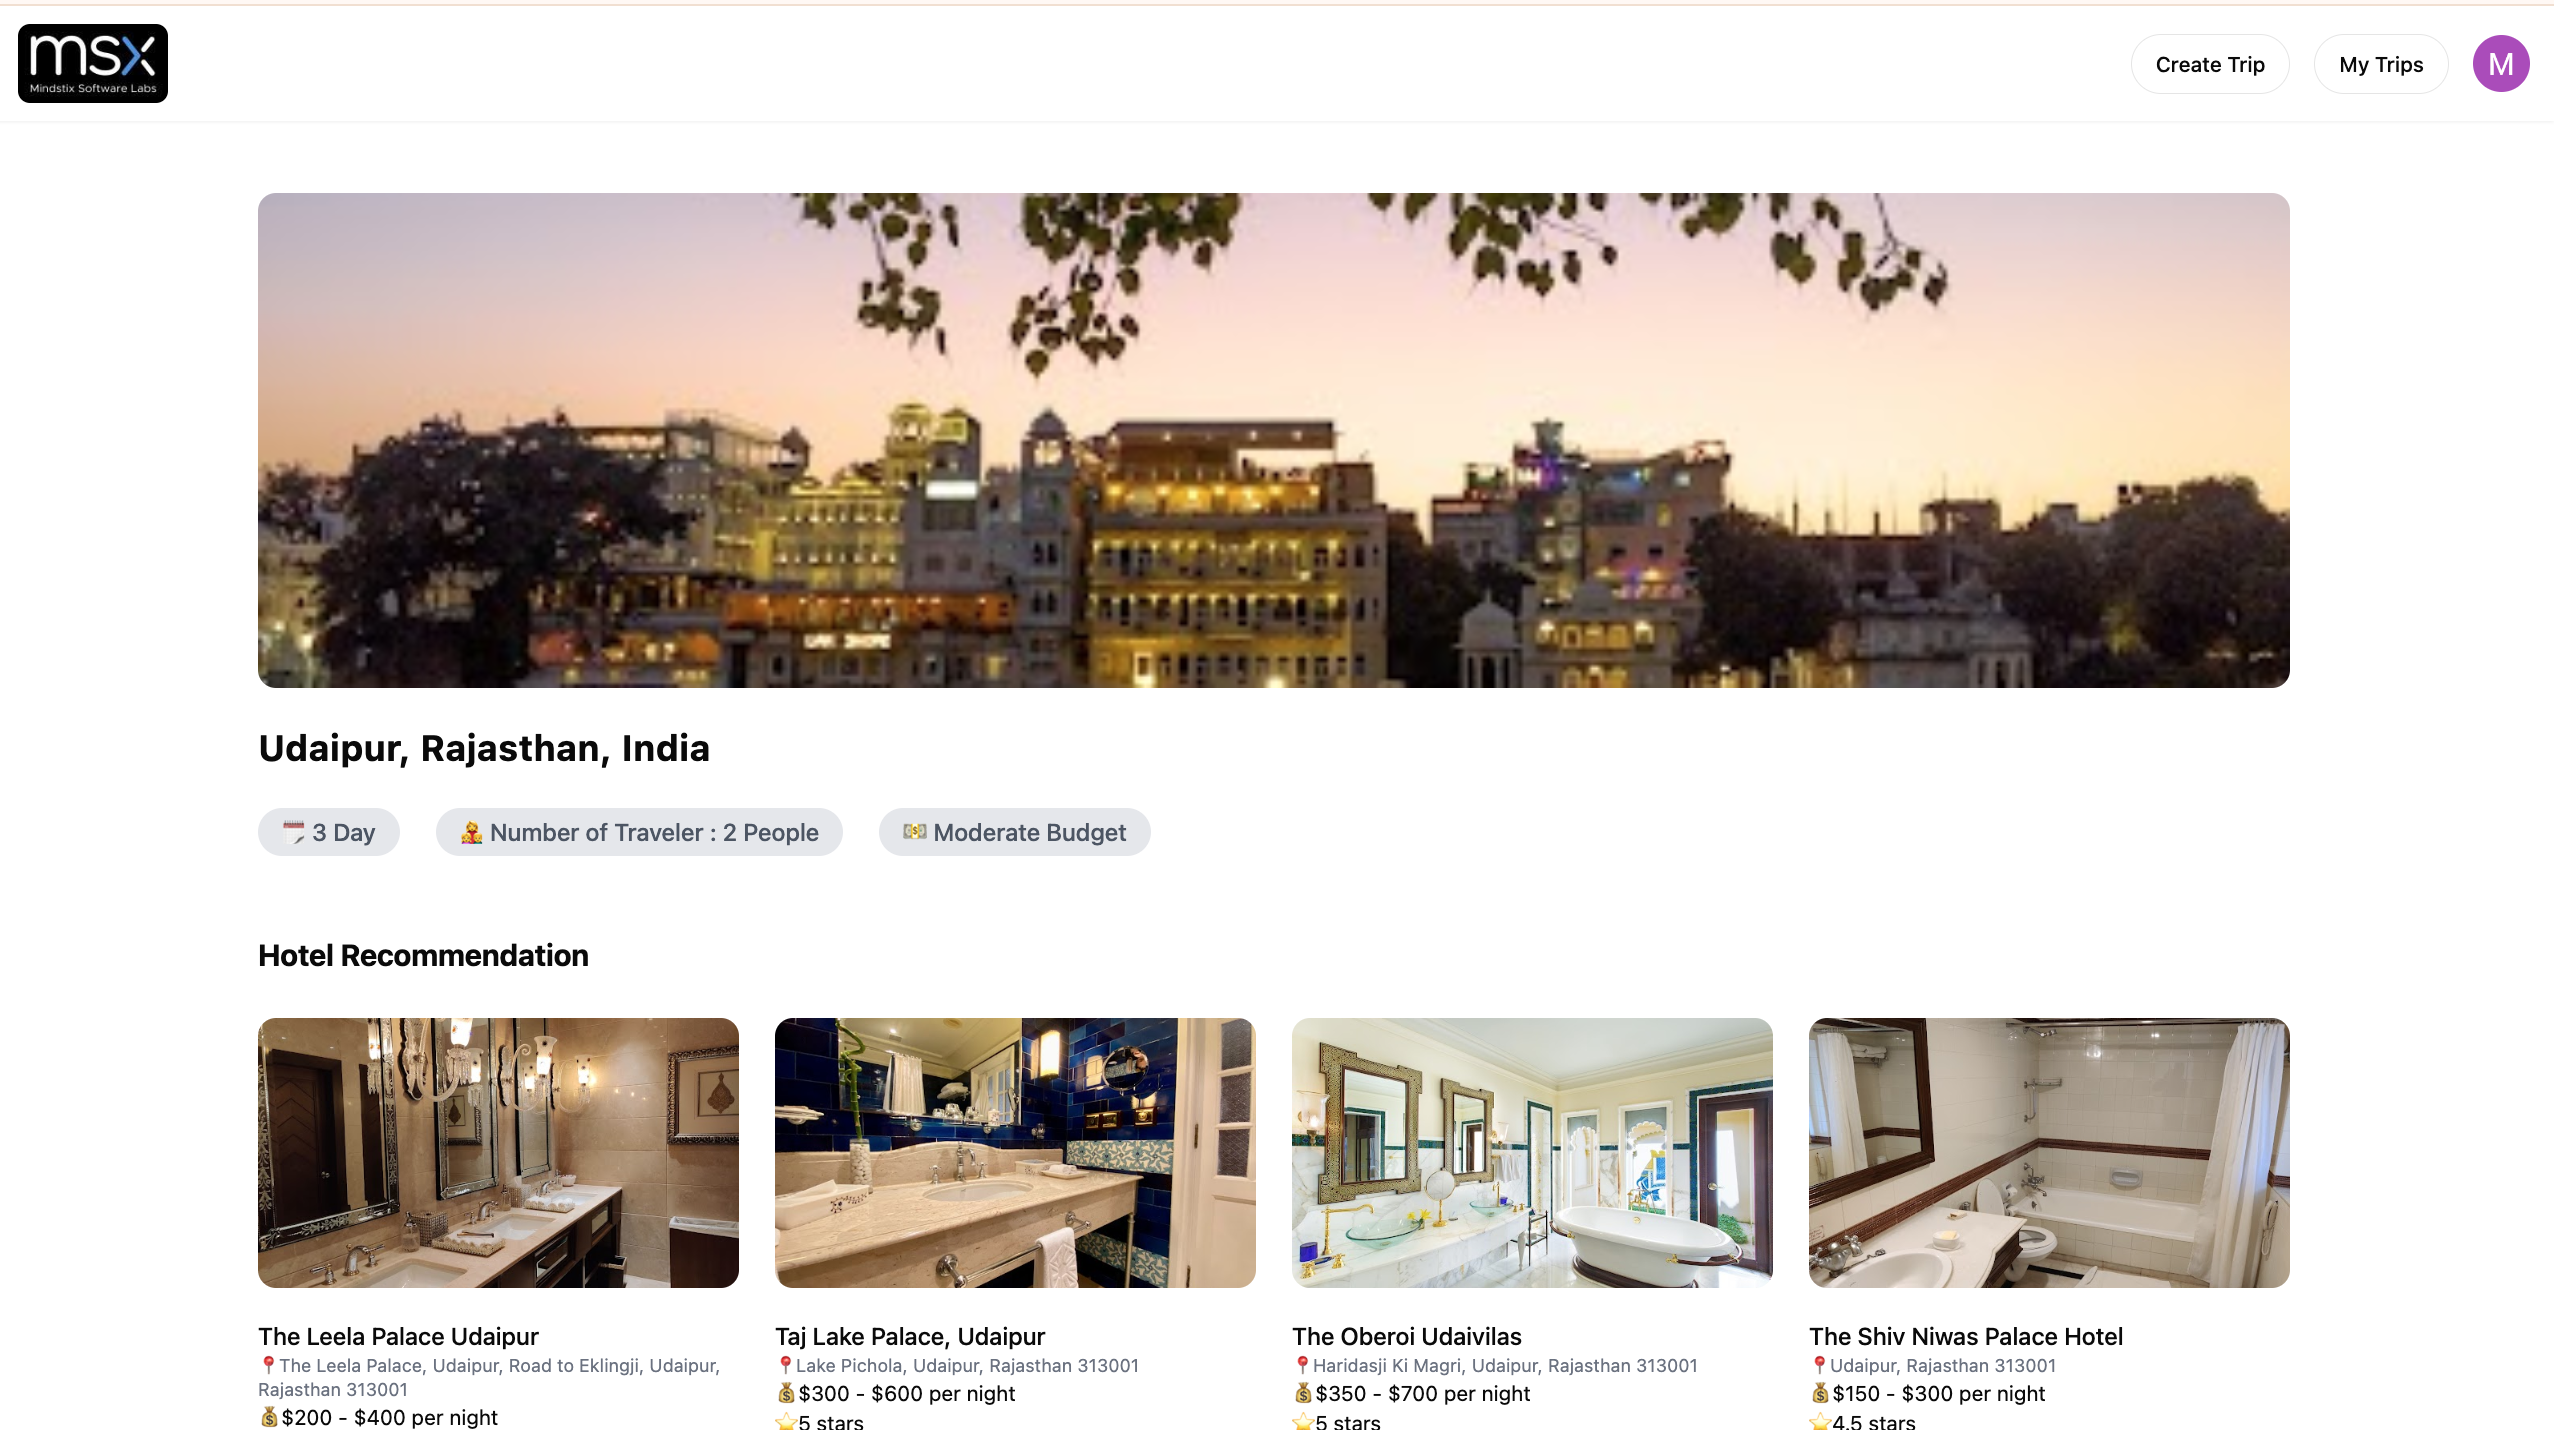 msx
Mindstix Software Labs
Create Trip
My Trips
M
Udaipur, Rajasthan, India
3 Day
Number of Traveler : 2 People
Moderate Budget
Hotel Recommendation
The Leela Palace Udaipur
The Leela Palace, Udaipur, Road to Eklingji, Udaipur,
Rajasthan 313001
$200 - $400 per night
Taj Lake Palace, Udaipur
Lake Pichola, Udaipur, Rajasthan 313001
$300 - $600 per night
5 stars
The Oberoi Udaivilas
Haridasji Ki Magri, Udaipur, Rajasthan 313001
$350 - $700 per night
5 stars
The Shiv Niwas Palace Hotel
Udaipur, Rajasthan 313001
$150 - $300 per night
4.5 stars